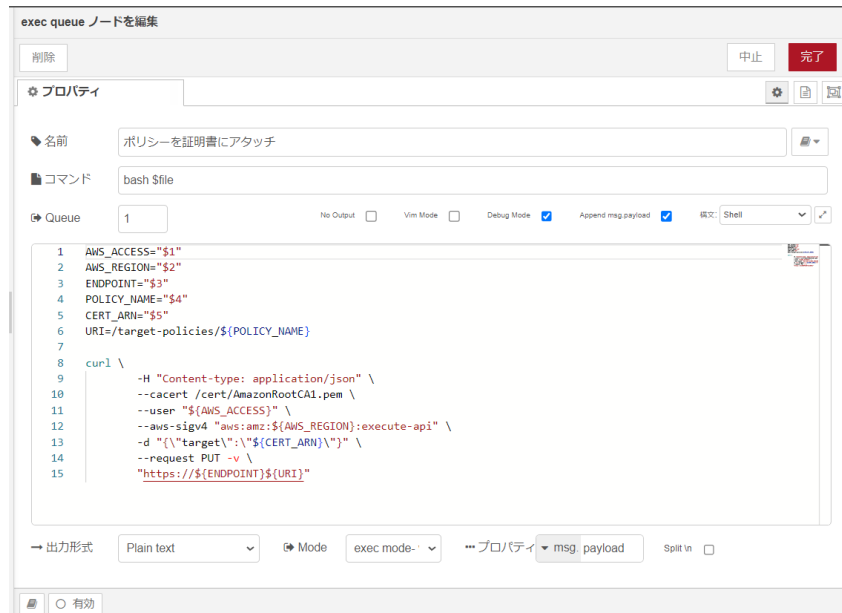 exec queue ノードを編集
削除 中止 完了
プロパティ
名前 ポリシーを証明書にアタッチ
コマンド bash $file
Queue 1 No Output Vim Mode Debug Mode Append msg.payload 構文: Shell
1 AWS_ACCESS="$1"
2 AWS_REGION="$2"
3 ENDPOINT="$3"
4 POLICY_NAME="$4"
5 CERT_ARN="$5"
6 URI=/target-policies/${POLICY_NAME}
7
8 curl \
9 -H "Content-type: application/json" \
10 --cacert /cert/AmazonRootCA1.pem \
11 --user "${AWS_ACCESS}" \
12 --aws-sigv4 "aws:amz:${AWS_REGION}:execute-api" \
13 -d "{\"target\":\"${CERT_ARN}\"}" \
14 --request PUT -v \
15 "https://${ENDPOINT}${URI}"
出力形式 Plain text Mode exec mode- プロパティ msg. payload Split \n
有効